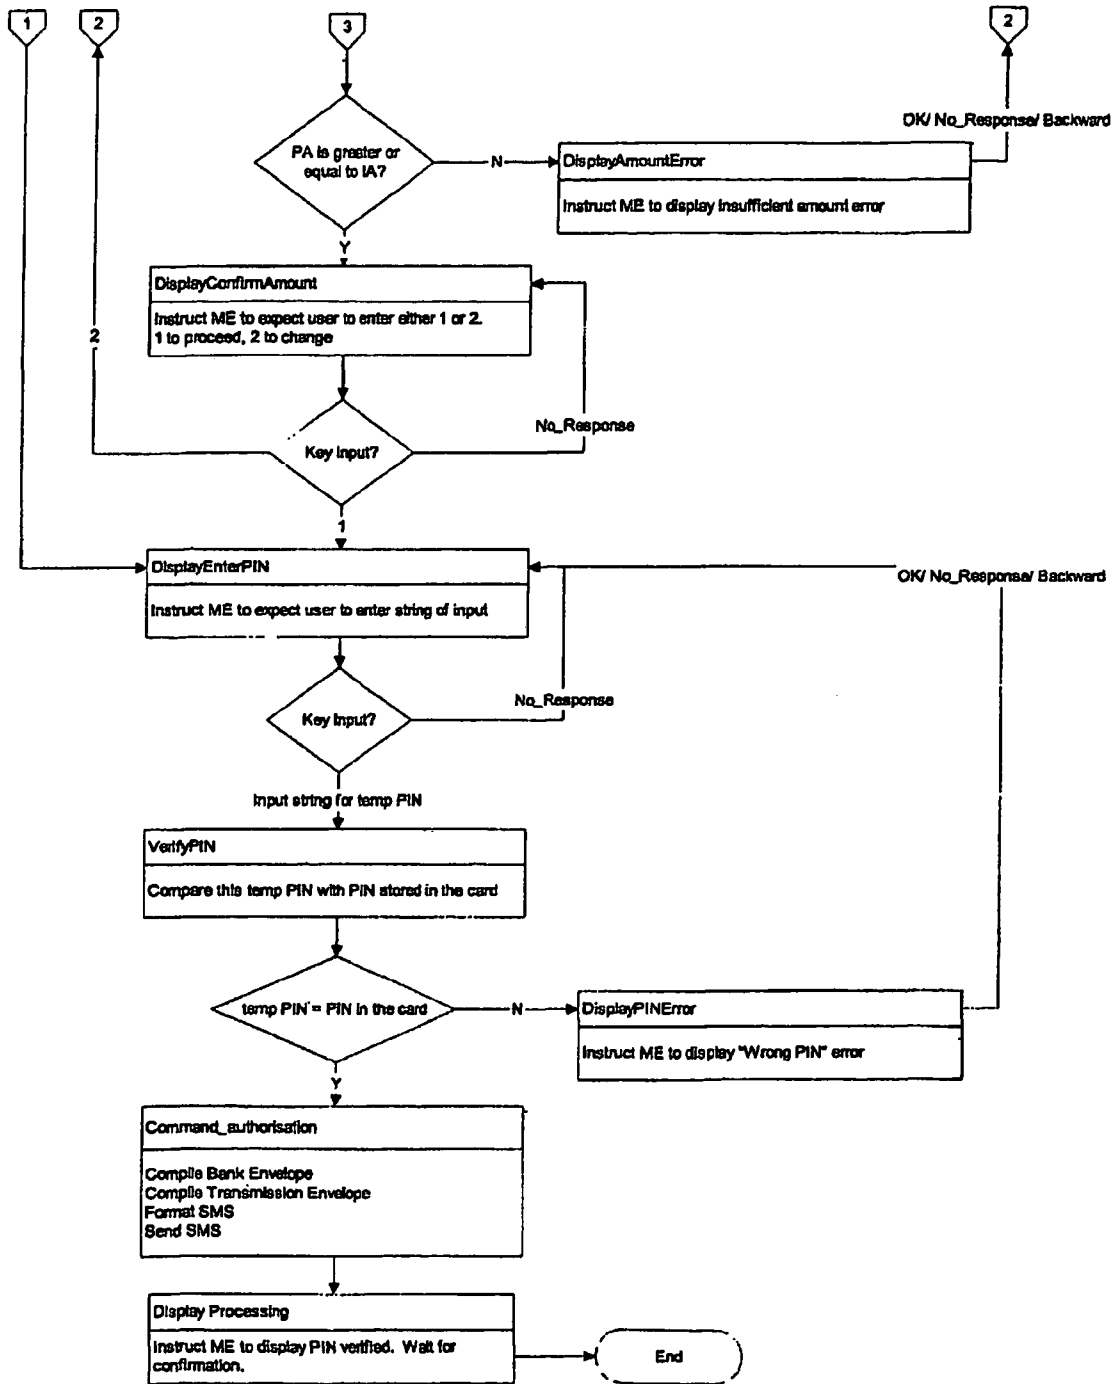 1
2
3
2
OK/ No_Response/ Backward
PA is greater or
equal to IA?
N
DisplayAmountError
Instruct ME to display insufficient amount error
Y
DisplayConfirmAmount
Instruct ME to expect user to enter either 1 or 2.
1 to proceed, 2 to change
2
No_Response
Key Input?
1
DisplayEnterPIN
OK/ No_Response/ Backward
Instruct ME to expect user to enter string of input
No_Response
Key Input?
Input string for temp PIN
VerifyPIN
Compare this temp PIN with PIN stored in the card
temp PIN = PIN in the card
N
DisplayPINError
Instruct ME to display "Wrong PIN" error
Y
Command_authorisation
Compile Bank Envelope
Compile Transmission Envelope
Format SMS
Send SMS
Display Processing
Instruct ME to display PIN verified. Wait for
confirmation.
End